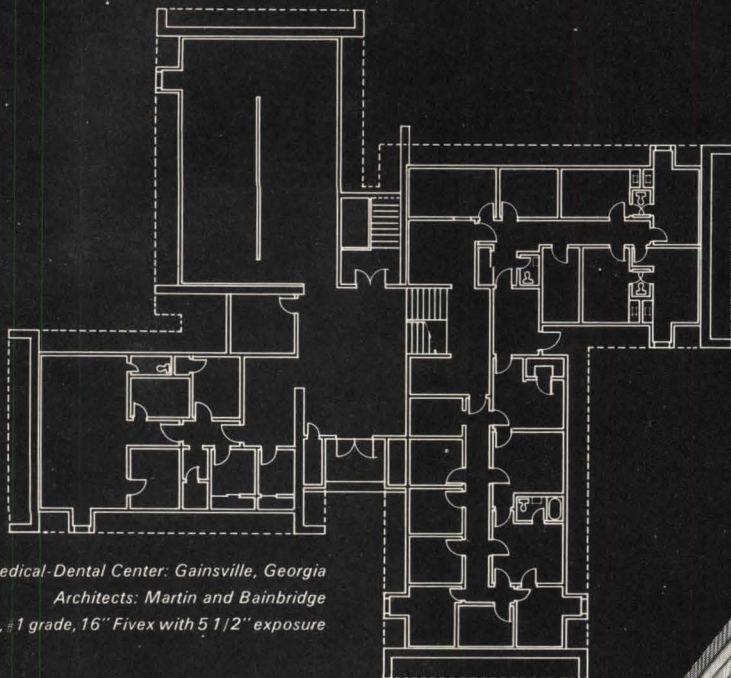 edical-Dental Center: Gainsville, Georgia
Architects: Martin and Bainbridge
, #1 grade, 16" Fivex with 5 1/2" exposure